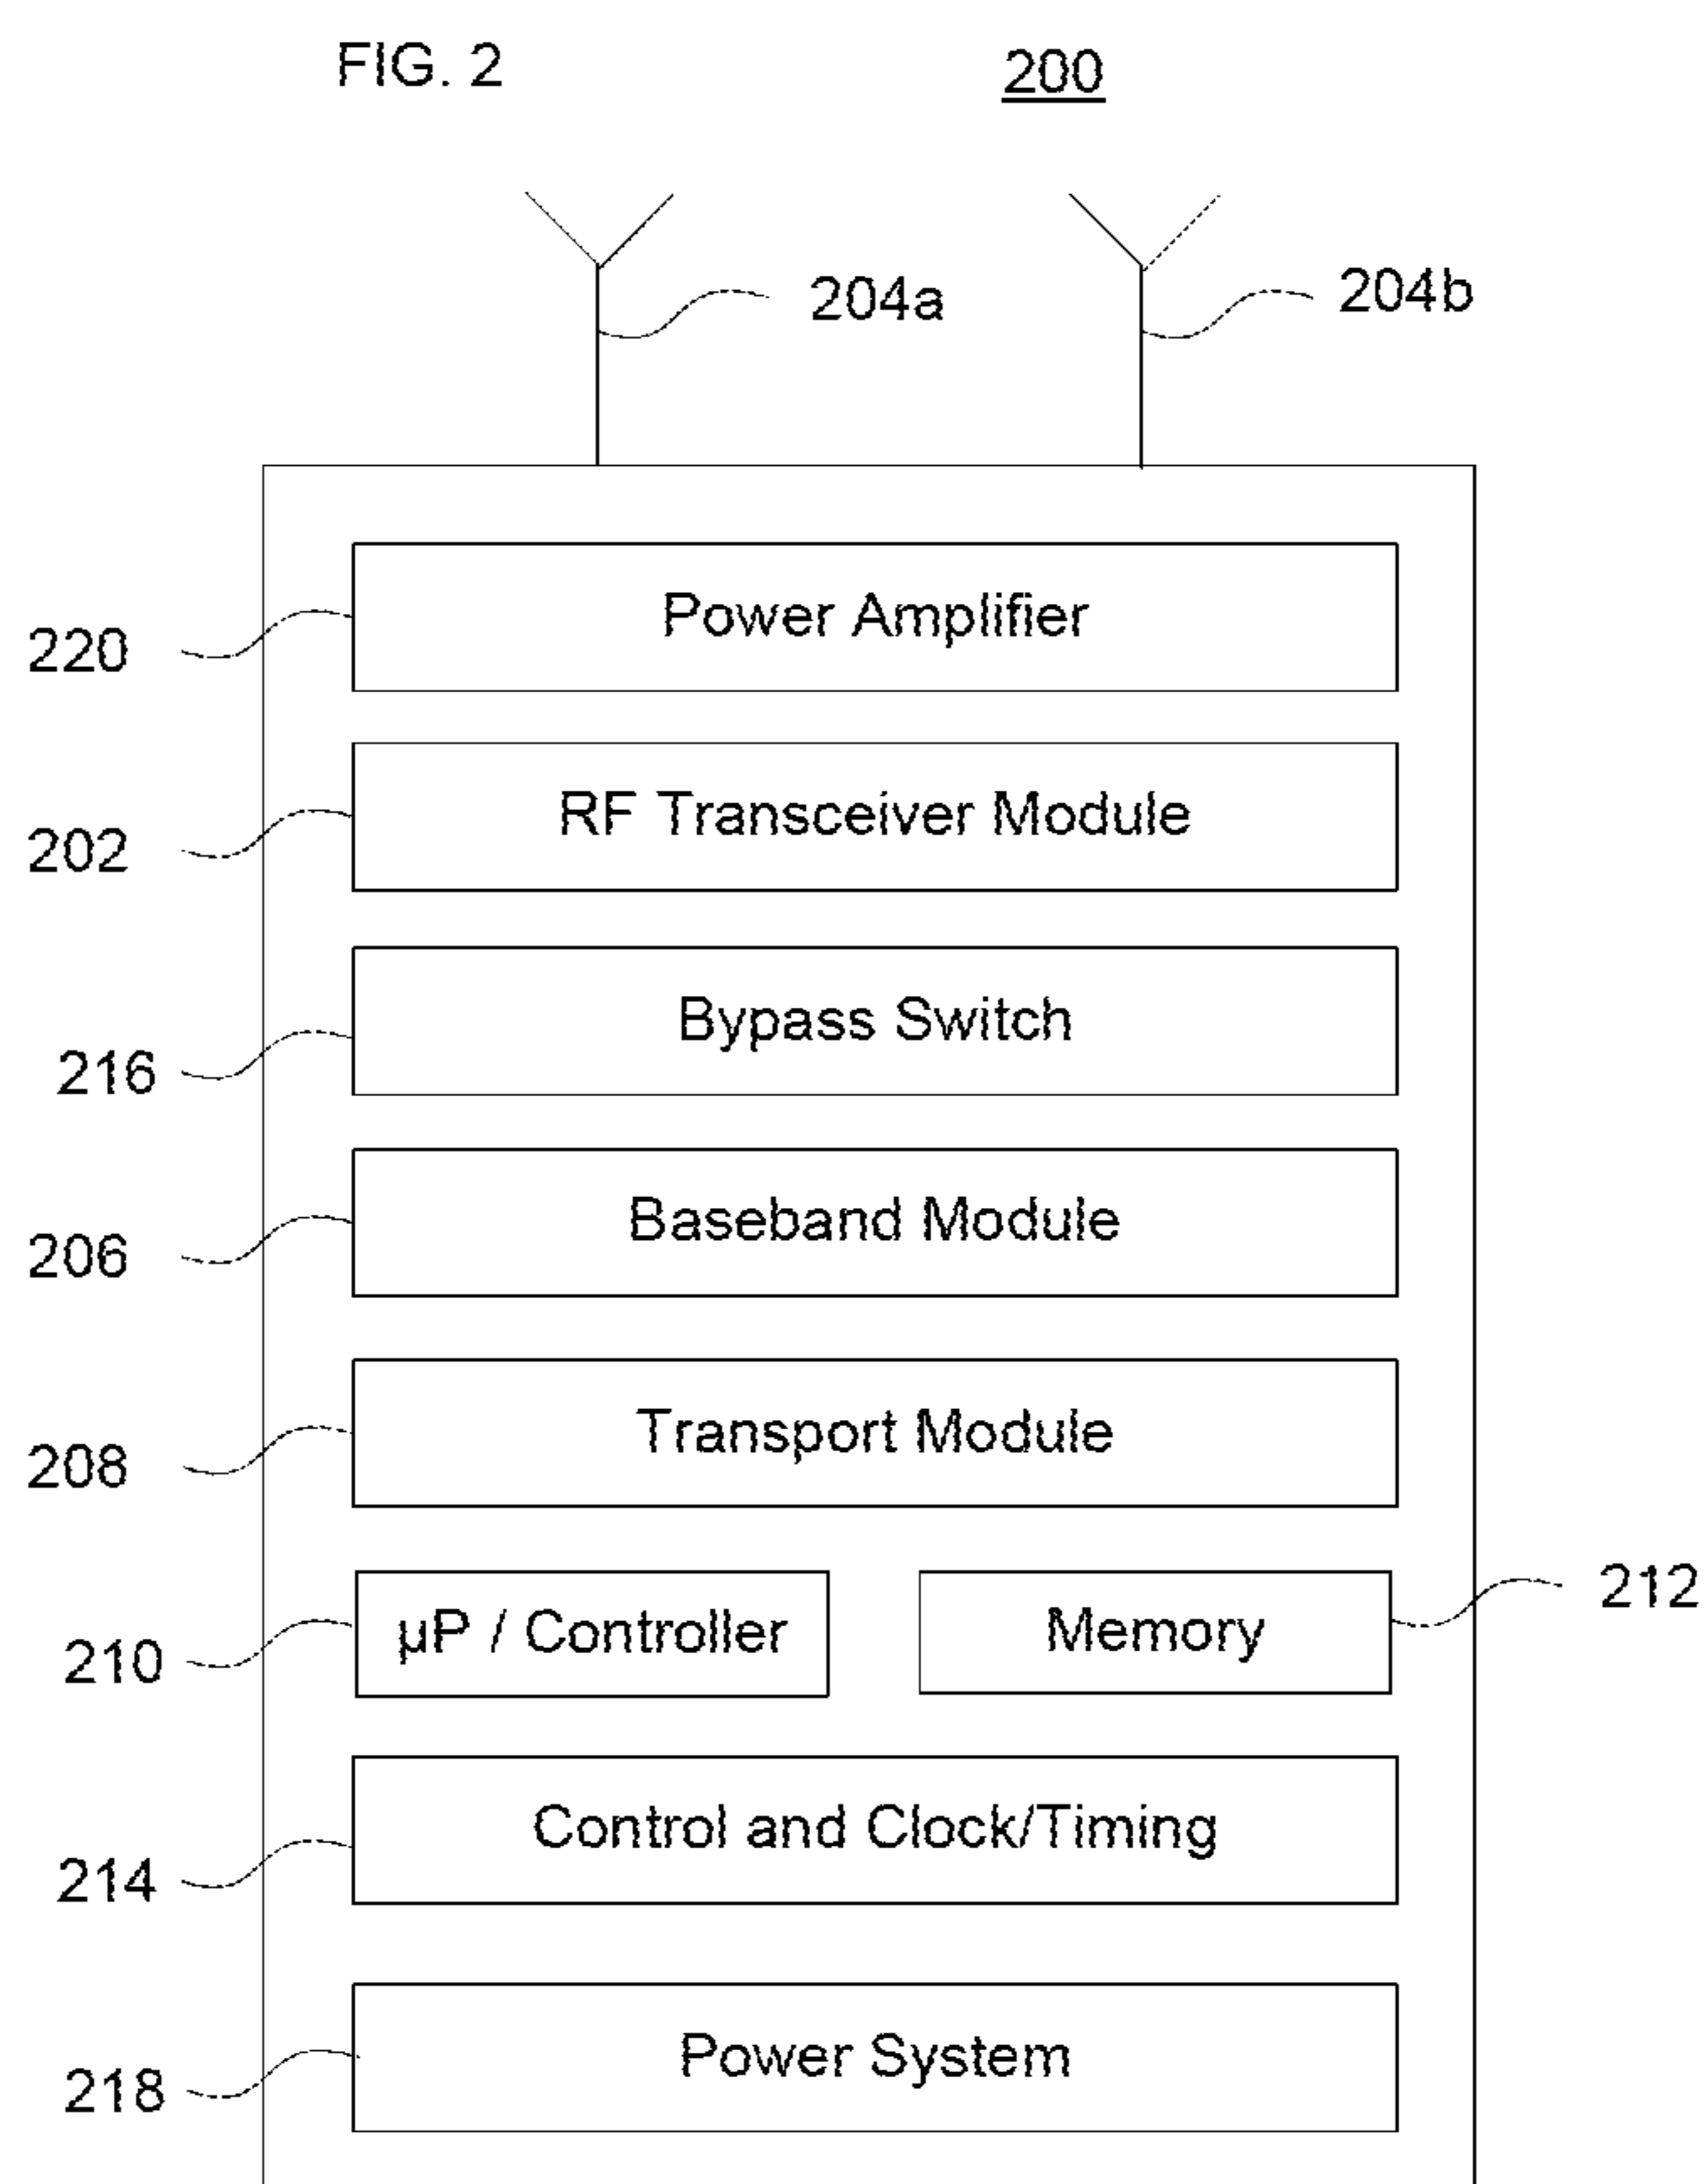 FIG. 2
200
204a
204b
Power Amplifier
220
RF Transceiver Module
202
Bypass Switch
216
Baseband Module
206
Transport Module
208
µP / Controller
Memory
212
210
Control and Clock/Timing
214
Power System
218